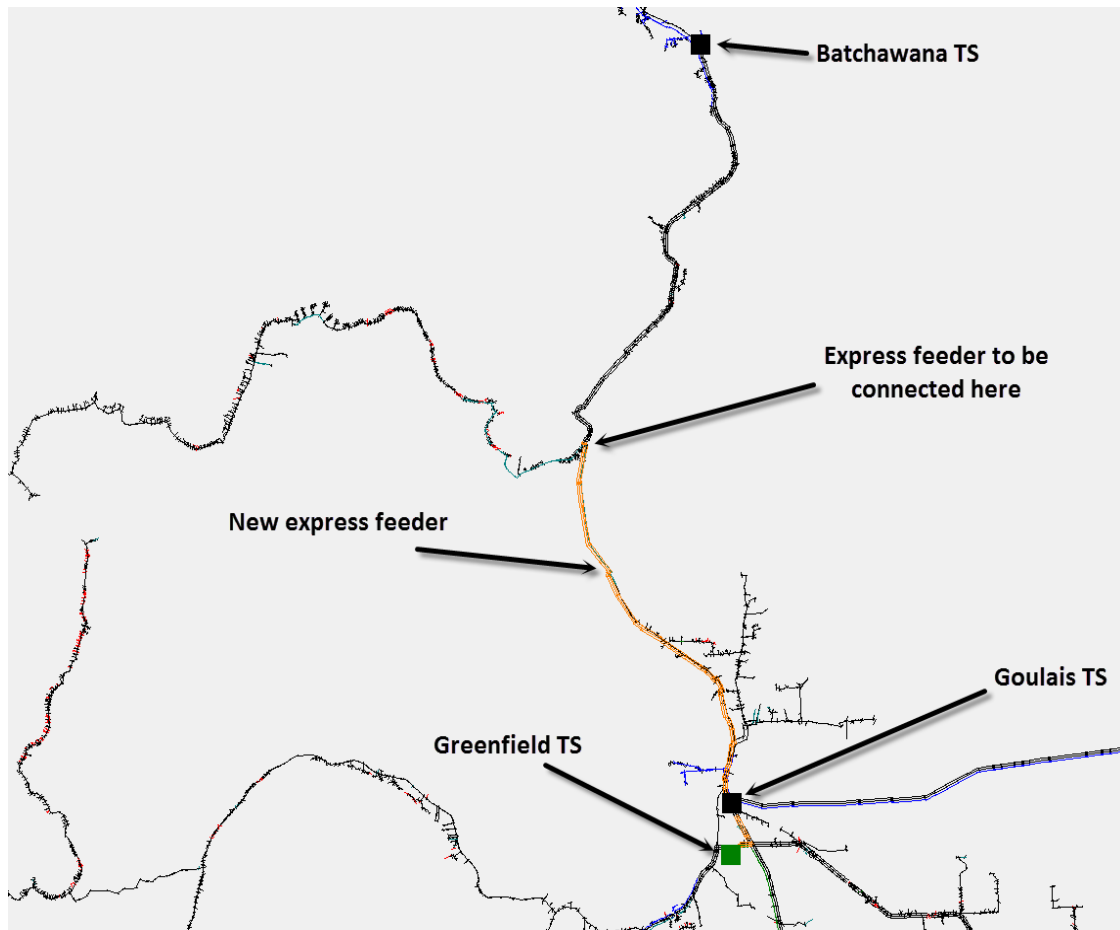 Batchawana TS
Express feeder to be
connected here
New express feeder
Goulais TS
Greenfield TS